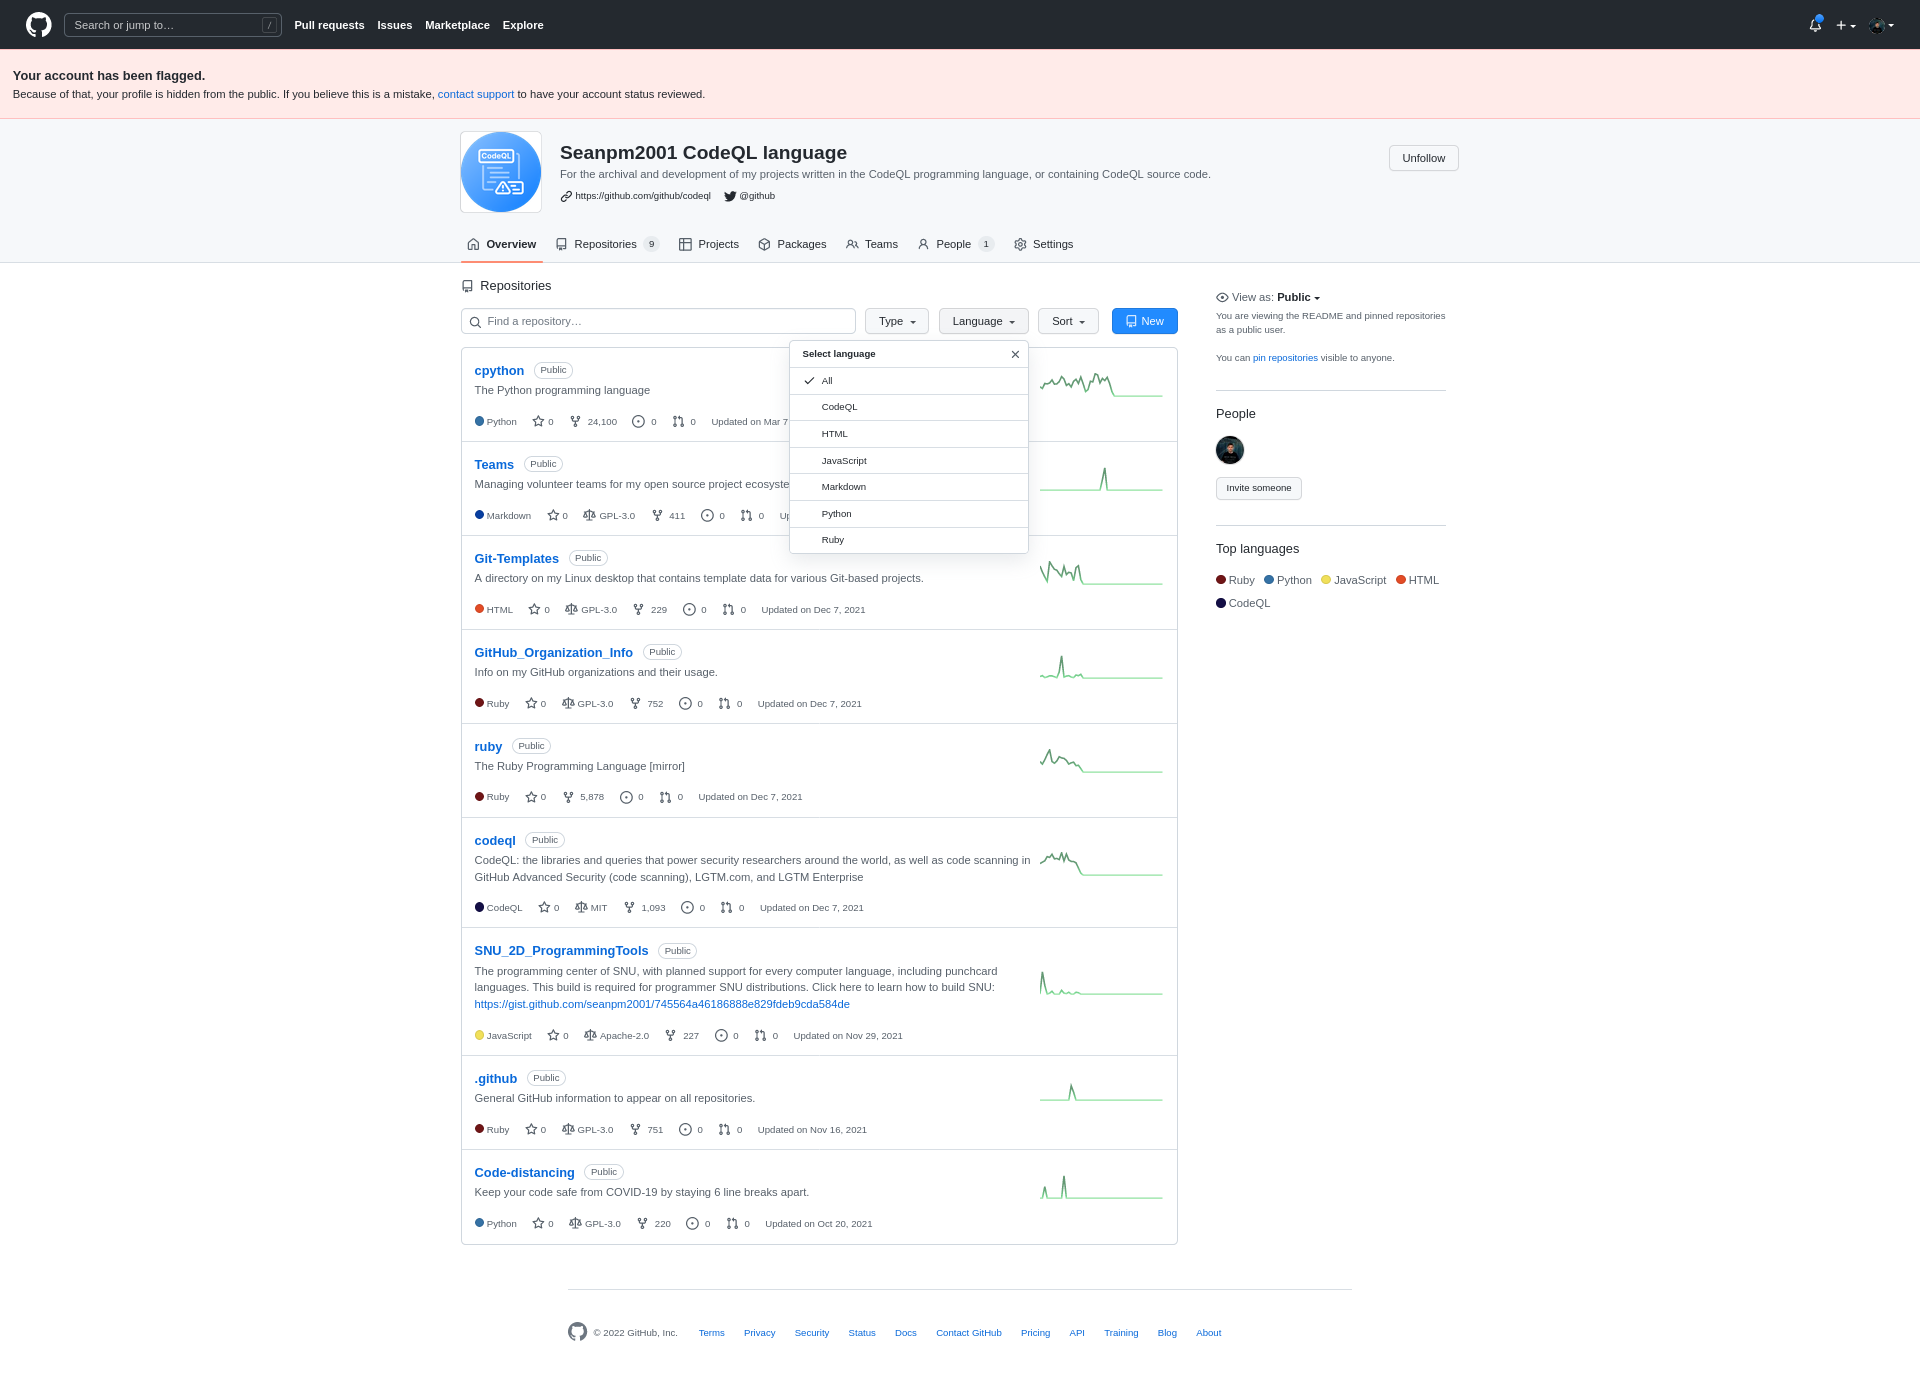 Search or jump to…
/
Pull requests Issues Marketplace Explore
Your account has been flagged.
Because of that, your profile is hidden from the public. If you believe this is a mistake, contact support to have your account status reviewed.
CodeQL
Seanpm2001 CodeQL language
For the archival and development of my projects written in the CodeQL programming language, or containing CodeQL source code.
https://github.com/github/codeql @github
Unfollow
Overview Repositories 9 Projects Packages Teams People 1 Settings
Repositories
Find a repository…
Type Language Sort New
Select language
All
CodeQL
HTML
JavaScript
Markdown
Python
Ruby
cpython Public
The Python programming language
Python 0 24,100 0 0 Updated on Mar 7
Teams Public
Managing volunteer teams for my open source project ecosyste
Markdown 0 GPL-3.0 411 0 0 Up
Git-Templates Public
A directory on my Linux desktop that contains template data for various Git-based projects.
HTML 0 GPL-3.0 229 0 0 Updated on Dec 7, 2021
GitHub_Organization_Info Public
Info on my GitHub organizations and their usage.
Ruby 0 GPL-3.0 752 0 0 Updated on Dec 7, 2021
ruby Public
The Ruby Programming Language [mirror]
Ruby 0 5,878 0 0 Updated on Dec 7, 2021
codeql Public
CodeQL: the libraries and queries that power security researchers around the world, as well as code scanning in
GitHub Advanced Security (code scanning), LGTM.com, and LGTM Enterprise
CodeQL 0 MIT 1,093 0 0 Updated on Dec 7, 2021
SNU_2D_ProgrammingTools Public
The programming center of SNU, with planned support for every computer language, including punchcard
languages. This build is required for programmer SNU distributions. Click here to learn how to build SNU:
https://gist.github.com/seanpm2001/745564a46186888e829fdeb9cda584de
JavaScript 0 Apache-2.0 227 0 0 Updated on Nov 29, 2021
.github Public
General GitHub information to appear on all repositories.
Ruby 0 GPL-3.0 751 0 0 Updated on Nov 16, 2021
Code-distancing Public
Keep your code safe from COVID-19 by staying 6 line breaks apart.
Python 0 GPL-3.0 220 0 0 Updated on Oct 20, 2021
View as: Public
You are viewing the README and pinned repositories
as a public user.
You can pin repositories visible to anyone.
People
Invite someone
Top languages
Ruby Python JavaScript HTML
CodeQL
© 2022 GitHub, Inc. Terms Privacy Security Status Docs Contact GitHub Pricing API Training Blog About